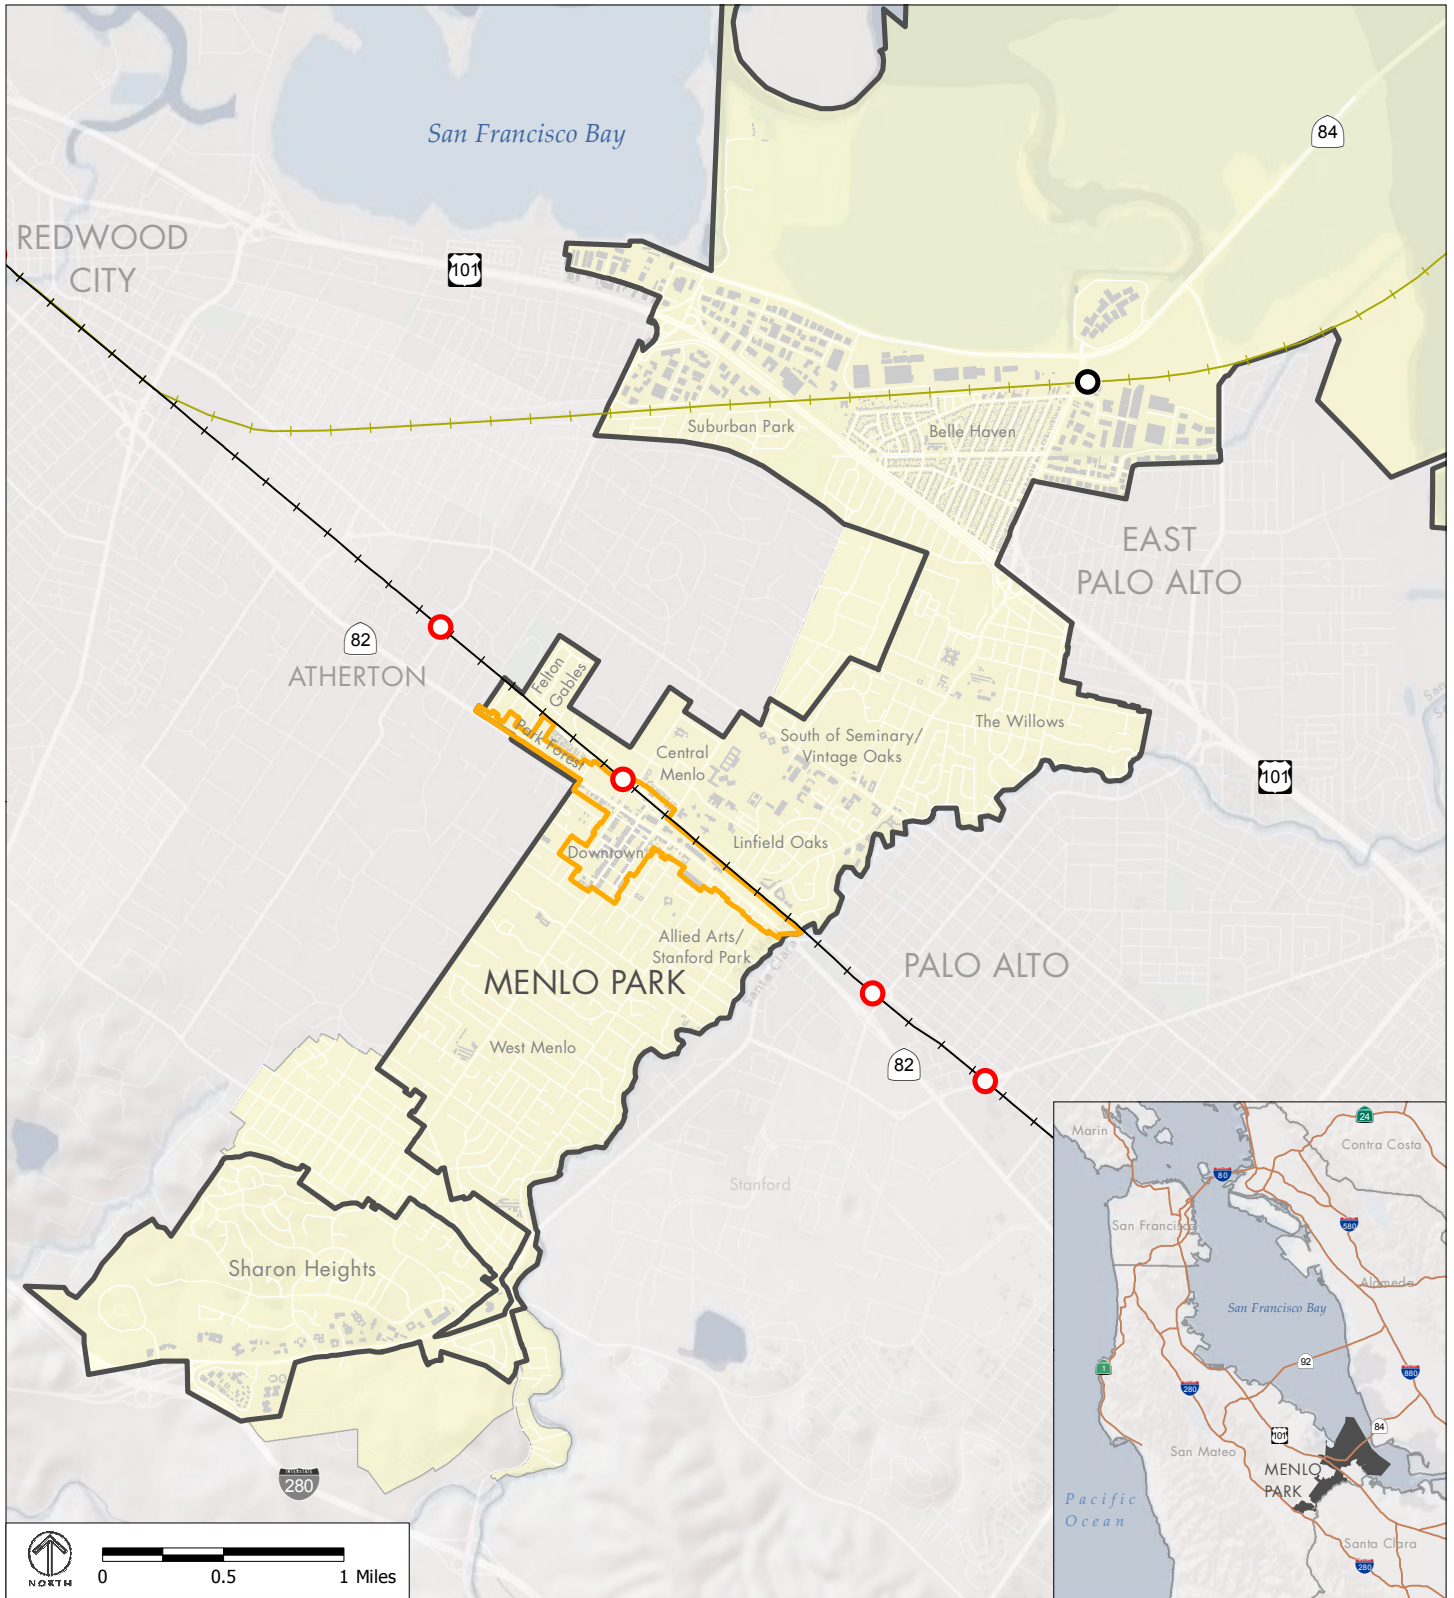 San Francisco Bay
84
REDWOOD
CITY
101
Suburban Park
Belle Haven
EAST
PALO ALTO
82
ATHERTON
Felton
Gables
Park Forest
Central
Menlo
South of Seminary/
Vintage Oaks
The Willows
101
Downtown
Linfield Oaks
Allied Arts/
Stanford Park
Santa Clara
MENLO PARK
PALO ALTO
West Menlo
82
Stanford
Sharon Heights
INTERSTATE
280
NORTH
0
0.5
1 Miles
Marin
24
Contra Costa
80
San Francisco
580
Alameda
San Francisco Bay
92
1
280
880
84
101
San Mateo
MENLO
PARK
Pacific
Ocean
Santa Clara
280